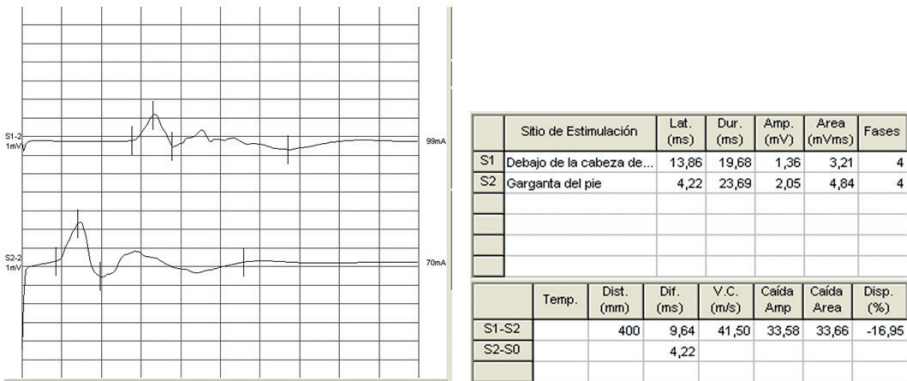 S1-2
1mV
99mA
S2-2
1mV
70mA
Sitio de Estimulación Lat. (ms) Dur. (ms) Amp. (mV) Area (mVms) Fases
S1 Debajo de la cabeza de... 13,86 19,68 1,36 3,21 4
S2 Garganta del pie 4,22 23,69 2,05 4,84 4
Temp. Dist. (mm) Dif. (ms) V.C. (m/s) Caída Amp Caída Area Disp. (%)
S1-S2 400 9,64 41,50 33,58 33,66 -16,95
S2-S0 4,22